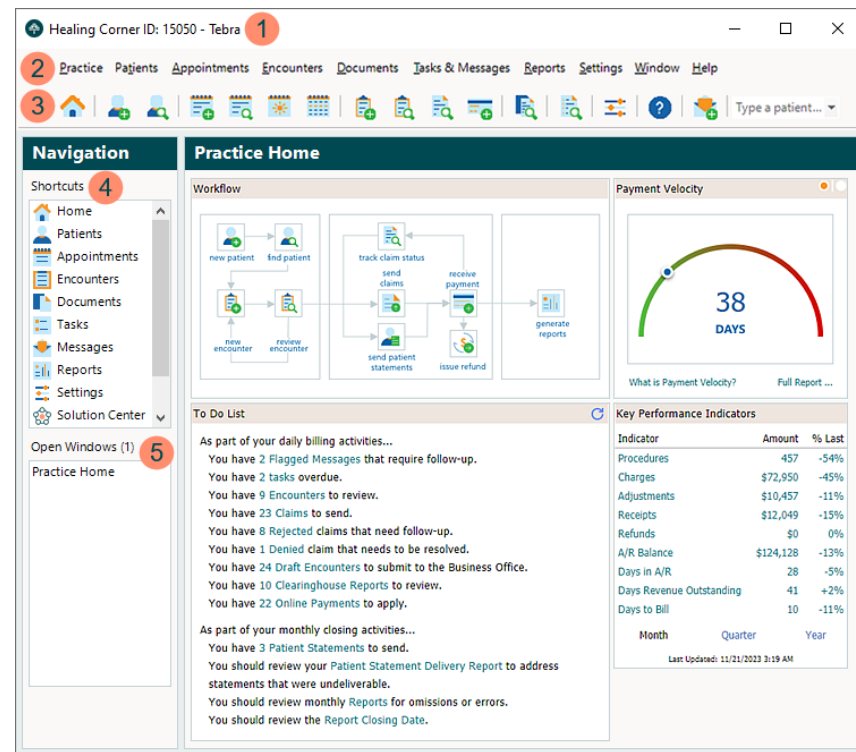 Healing Corner ID: 15050 - Tebra 1
2 Practice Patients Appointments Encounters Documents Tasks & Messages Reports Settings Window Help
3 Type a patient...
Navigation
Shortcuts 4
Home
Patients
Appointments
Encounters
Documents
Tasks
Messages
Reports
Settings
Solution Center
Open Windows (1) 5
Practice Home
Practice Home
Workflow
new patient find patient
new encounter
review encounter
track claim status
send claims
receive payment
send patient statements
issue refund
generate reports
Payment Velocity
38
DAYS
What is Payment Velocity? Full Report ...
To Do List
As part of your daily billing activities...
You have 2 Flagged Messages that require follow-up.
You have 2 tasks overdue.
You have 9 Encounters to review.
You have 23 Claims to send.
You have 8 Rejected claims that need follow-up.
You have 1 Denied claim that needs to be resolved.
You have 24 Draft Encounters to submit to the Business Office.
You have 10 Clearinghouse Reports to review.
You have 22 Online Payments to apply.
As part of your monthly closing activities...
You have 3 Patient Statements to send.
You should review your Patient Statement Delivery Report to address
statements that were undeliverable.
You should review monthly Reports for omissions or errors.
You should review the Report Closing Date.
Key Performance Indicators
Indicator Amount % Last
Procedures 457 -54%
Charges $72,950 -45%
Adjustments $10,457 -11%
Receipts $12,049 -15%
Refunds $0 0%
A/R Balance $124,128 -13%
Days in A/R 28 -5%
Days Revenue Outstanding 41 +2%
Days to Bill 10 -11%
Month Quarter Year
Last Updated: 11/21/2023 3:19 AM